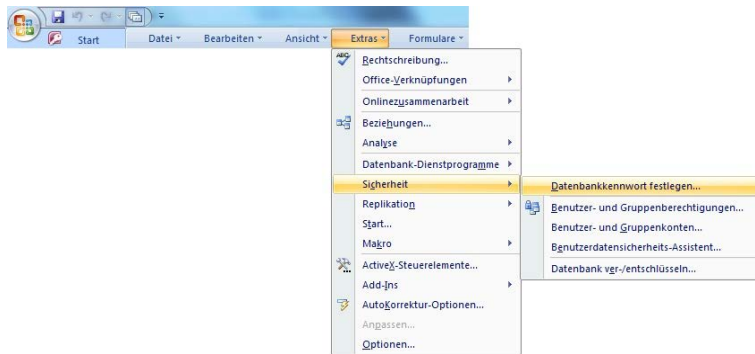 Start Datei Bearbeiten Ansicht Extras Formulare
ABC
Rechtschreibung...
Office-Verknüpfungen
Onlinezusammenarbeit
Beziehungen...
Analyse
Datenbank-Dienstprogramme
Sicherheit
Datenbankkennwort festlegen...
Replikation
Benutzer- und Gruppenberechtigungen...
Start...
Benutzer- und Gruppenkonten...
Makro
Benutzerdatensicherheits-Assistent...
ActiveX-Steuerelemente...
Datenbank ver-/entschlüsseln...
Add-Ins
AutoKorrektur-Optionen...
Anpassen...
Optionen...